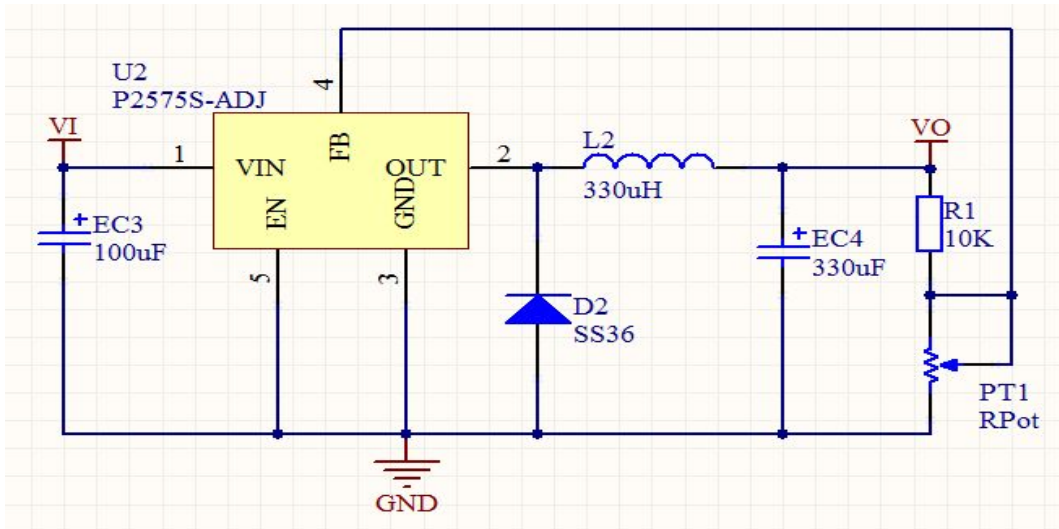 U2
P2575S-ADJ
4
VI
1
VIN
FB
OUT
2
EN
GND
5
3
EC3
100uF
L2
330uH
VO
EC4
330uF
R1
10K
D2
SS36
PT1
RPot
GND